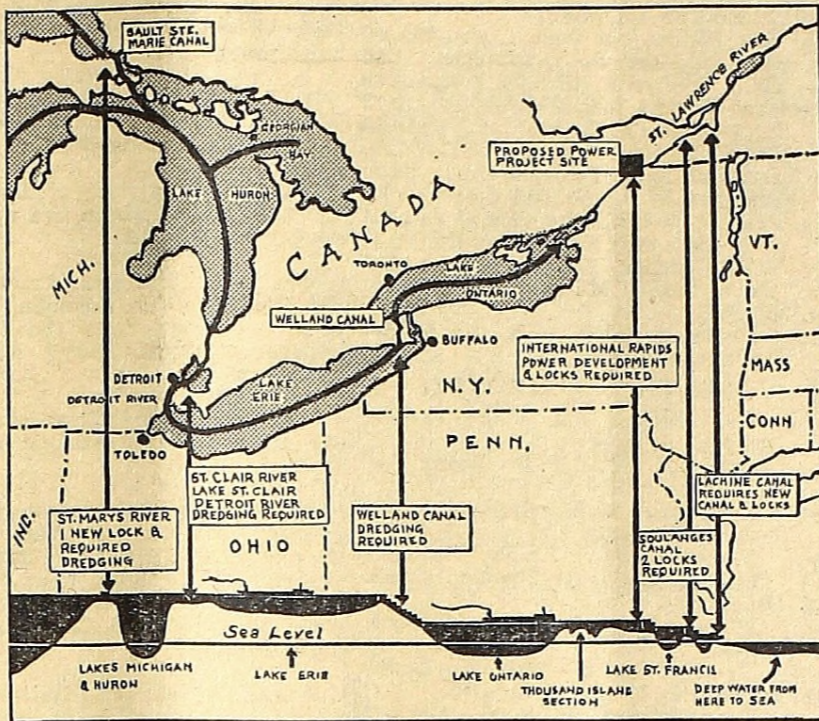 SAULT STE.
MARIE CANAL
ST. LAWRENCE RIVER
GEORGIAN
BAY
PROPOSED POWER
PROJECT SITE
LAKE HURON
CANADA
MICH.
VT.
TORONTO
LAKE
ONTARIO
WELLAND CANAL
BUFFALO
INTERNATIONAL RAPIDS
POWER DEVELOPMENT
& LOCKS REQUIRED
MASS
DETROIT
DETROIT RIVER
LAKE
ERIE
N.Y.
CONN
PENN.
TOLEDO
ST. CLAIR RIVER
LAKE ST. CLAIR
DETROIT RIVER
DREDGING REQUIRED
LACHINE CANAL
REQUIRES NEW
CANAL & LOCKS
IND.
ST. MARYS RIVER
1 NEW LOCK &
REQUIRED
DREDGING
OHIO
WELLAND CANAL
DREDGING
REQUIRED
SOULANGES
CANAL
2 LOCKS
REQUIRED
Sea Level
LAKES MICHIGAN
& HURON
LAKE ERIE
LAKE ONTARIO
THOUSAND ISLAND
SECTION
LAKE ST. FRANCIS
DEEP WATER FROM
HERE TO SEA